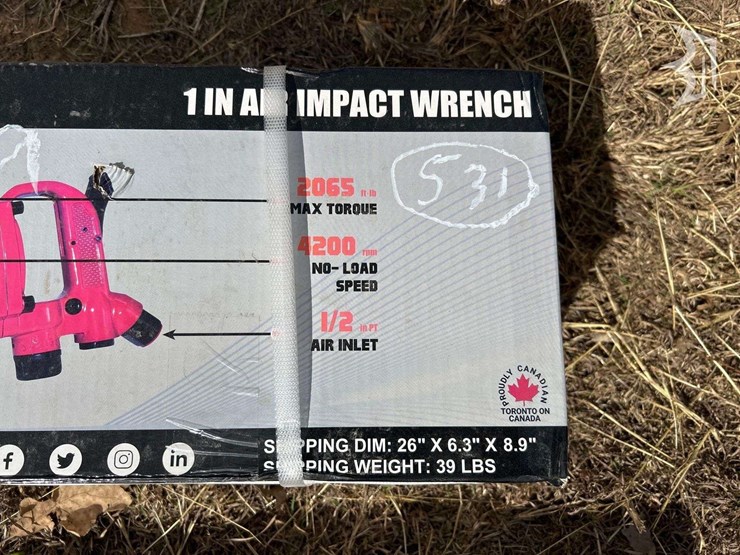 1 IN AIR IMPACT WRENCH
531
2065 ft lb
MAX TORQUE
4200 rpm
NO-LOAD
SPEED
1/2 in PT
AIR INLET
PROUDLY CANADIAN
TORONTO ON
CANADA
f
in
SHIPPING DIM: 26" X 6.3" X 8.9"
SHIPPING WEIGHT: 39 LBS